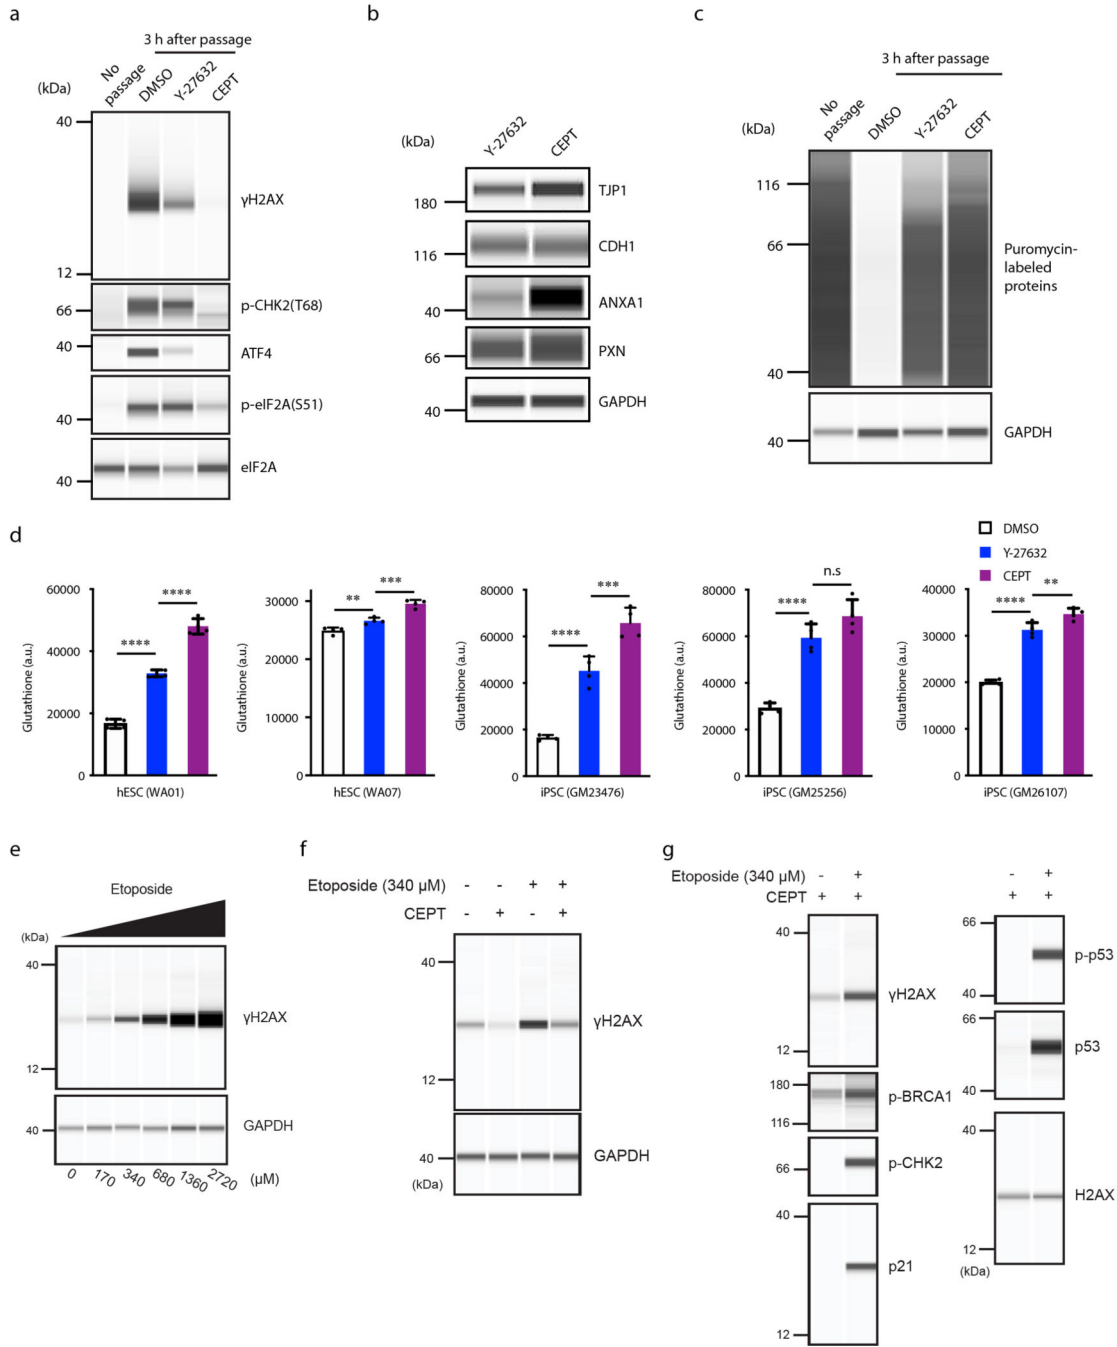 a
3 h after passage
No passage
DMSO
Y-27632
CEPT
(kDa)
40
γH2AX
12
66
p-CHK2(T68)
40
ATF4
p-eIF2A(S51)
40
eIF2A
40
b
(kDa)
Y-27632
CEPT
TJP1
180
CDH1
116
ANXA1
40
PXN
66
GAPDH
40
c
3 h after passage
(kDa)
No passage
DMSO
Y-27632
CEPT
116
66
Puromycin-
labeled
proteins
40
GAPDH
40
d
DMSO
Y-27632
CEPT
Glutathione (a.u.)
60000
40000
20000
0
****
****
hESC (WA01)
Glutathione (a.u.)
30000
20000
10000
0
**
***
hESC (WA07)
Glutathione (a.u.)
80000
60000
40000
20000
0
****
***
iPSC (GM23476)
Glutathione (a.u.)
80000
60000
40000
20000
0
****
n.s
iPSC (GM25256)
Glutathione (a.u.)
40000
30000
20000
10000
0
****
**
iPSC (GM26107)
e
Etoposide
(kDa)
40
γH2AX
12
GAPDH
40
0 170 340 680 1360 2720 (μM)
f
Etoposide (340 μM) - - + +
CEPT - + - +
40
γH2AX
12
GAPDH
40
(kDa)
g
Etoposide (340 μM) - +
CEPT + +
40
γH2AX
12
180
p-BRCA1
116
p-CHK2
66
40
p21
12
- +
+ +
66
p-p53
40
66
p53
40
40
H2AX
12
(kDa)